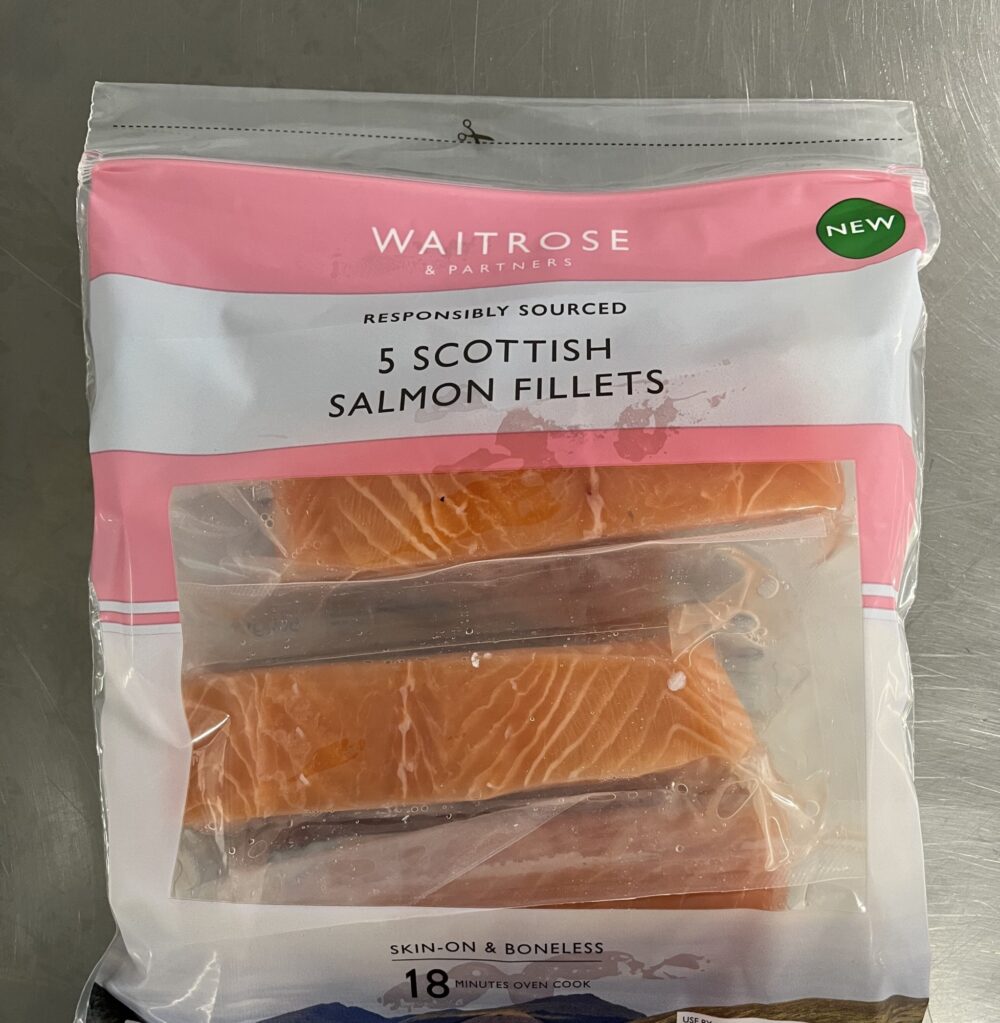 WAITROSE
& PARTNERS
NEW
RESPONSIBLY SOURCED
5 SCOTTISH
SALMON FILLETS
SKIN-ON & BONELESS
18 MINUTES OVEN COOK
USE BY